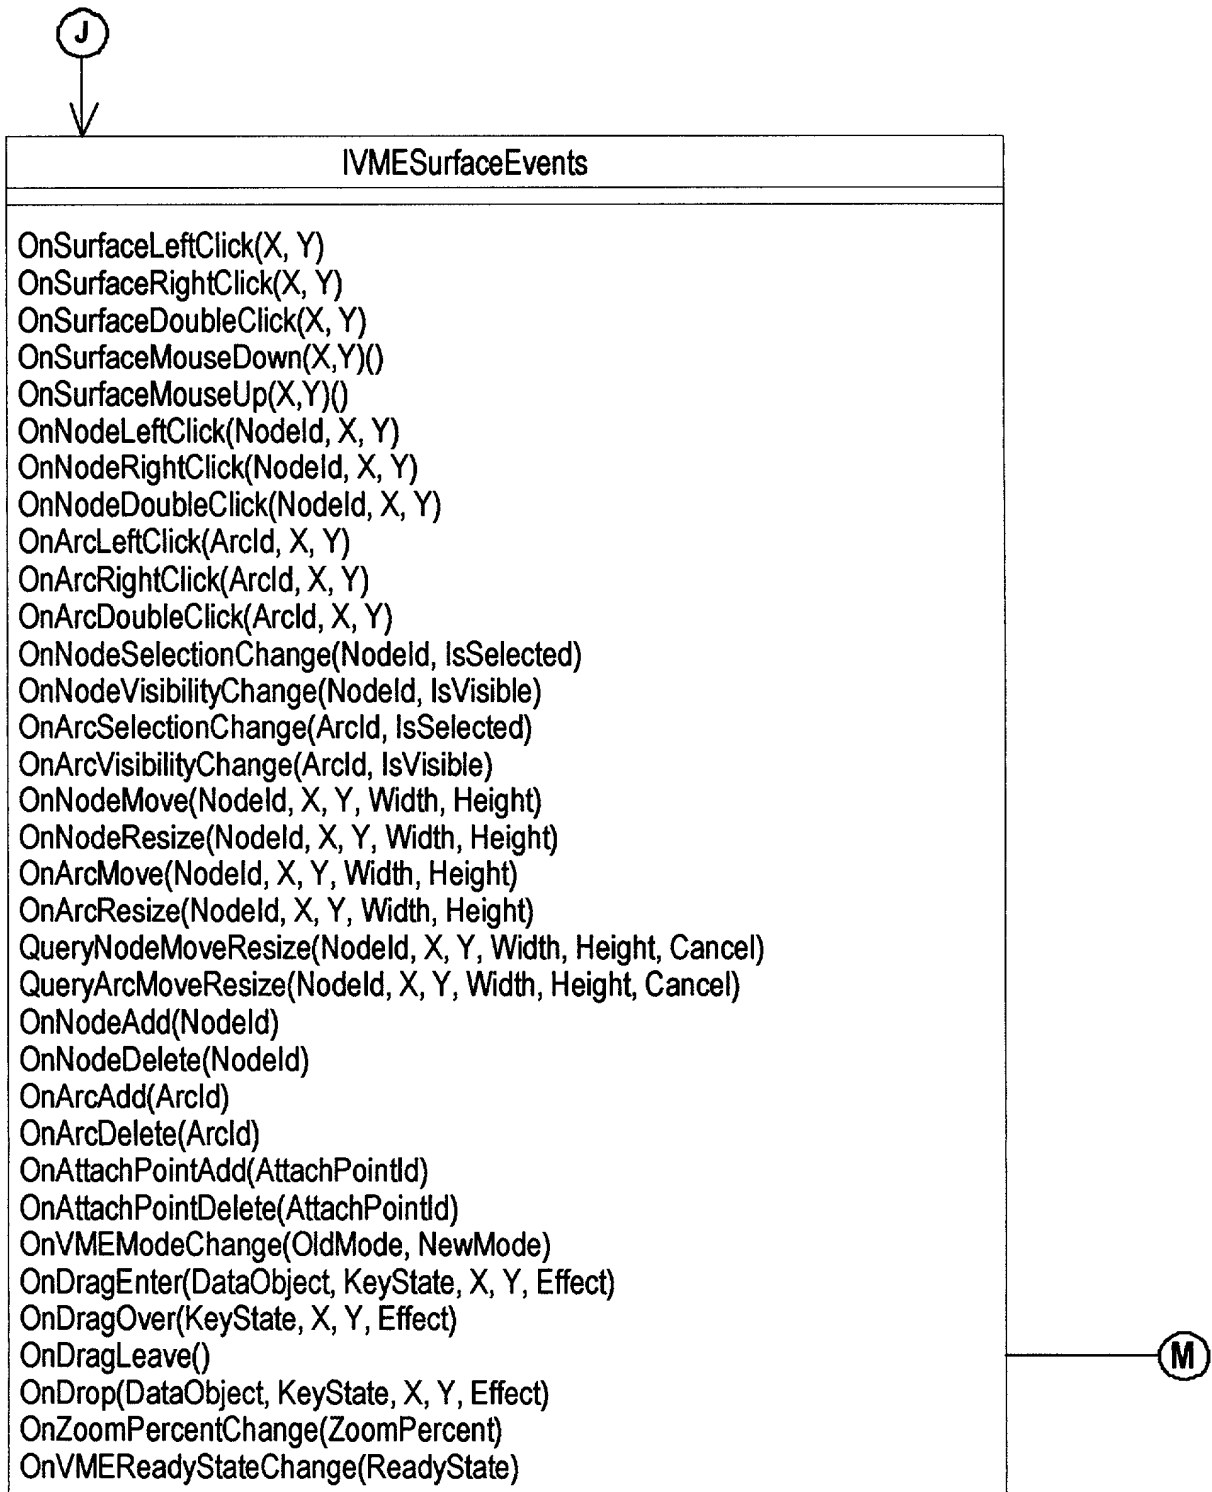 J
IVMESurfaceEvents
OnSurfaceLeftClick(X, Y)
OnSurfaceRightClick(X, Y)
OnSurfaceDoubleClick(X, Y)
OnSurfaceMouseDown(X,Y)()
OnSurfaceMouseUp(X,Y)()
OnNodeLeftClick(NodeId, X, Y)
OnNodeRightClick(NodeId, X, Y)
OnNodeDoubleClick(NodeId, X, Y)
OnArcLeftClick(ArcId, X, Y)
OnArcRightClick(ArcId, X, Y)
OnArcDoubleClick(ArcId, X, Y)
OnNodeSelectionChange(NodeId, IsSelected)
OnNodeVisibilityChange(NodeId, IsVisible)
OnArcSelectionChange(ArcId, IsSelected)
OnArcVisibilityChange(ArcId, IsVisible)
OnNodeMove(NodeId, X, Y, Width, Height)
OnNodeResize(NodeId, X, Y, Width, Height)
OnArcMove(NodeId, X, Y, Width, Height)
OnArcResize(NodeId, X, Y, Width, Height)
QueryNodeMoveResize(NodeId, X, Y, Width, Height, Cancel)
QueryArcMoveResize(NodeId, X, Y, Width, Height, Cancel)
OnNodeAdd(NodeId)
OnNodeDelete(NodeId)
OnArcAdd(ArcId)
OnArcDelete(ArcId)
OnAttachPointAdd(AttachPointId)
OnAttachPointDelete(AttachPointId)
OnVMEModeChange(OldMode, NewMode)
OnDragEnter(DataObject, KeyState, X, Y, Effect)
OnDragOver(KeyState, X, Y, Effect)
OnDragLeave()
M
OnDrop(DataObject, KeyState, X, Y, Effect)
OnZoomPercentChange(ZoomPercent)
OnVMEReadyStateChange(ReadyState)